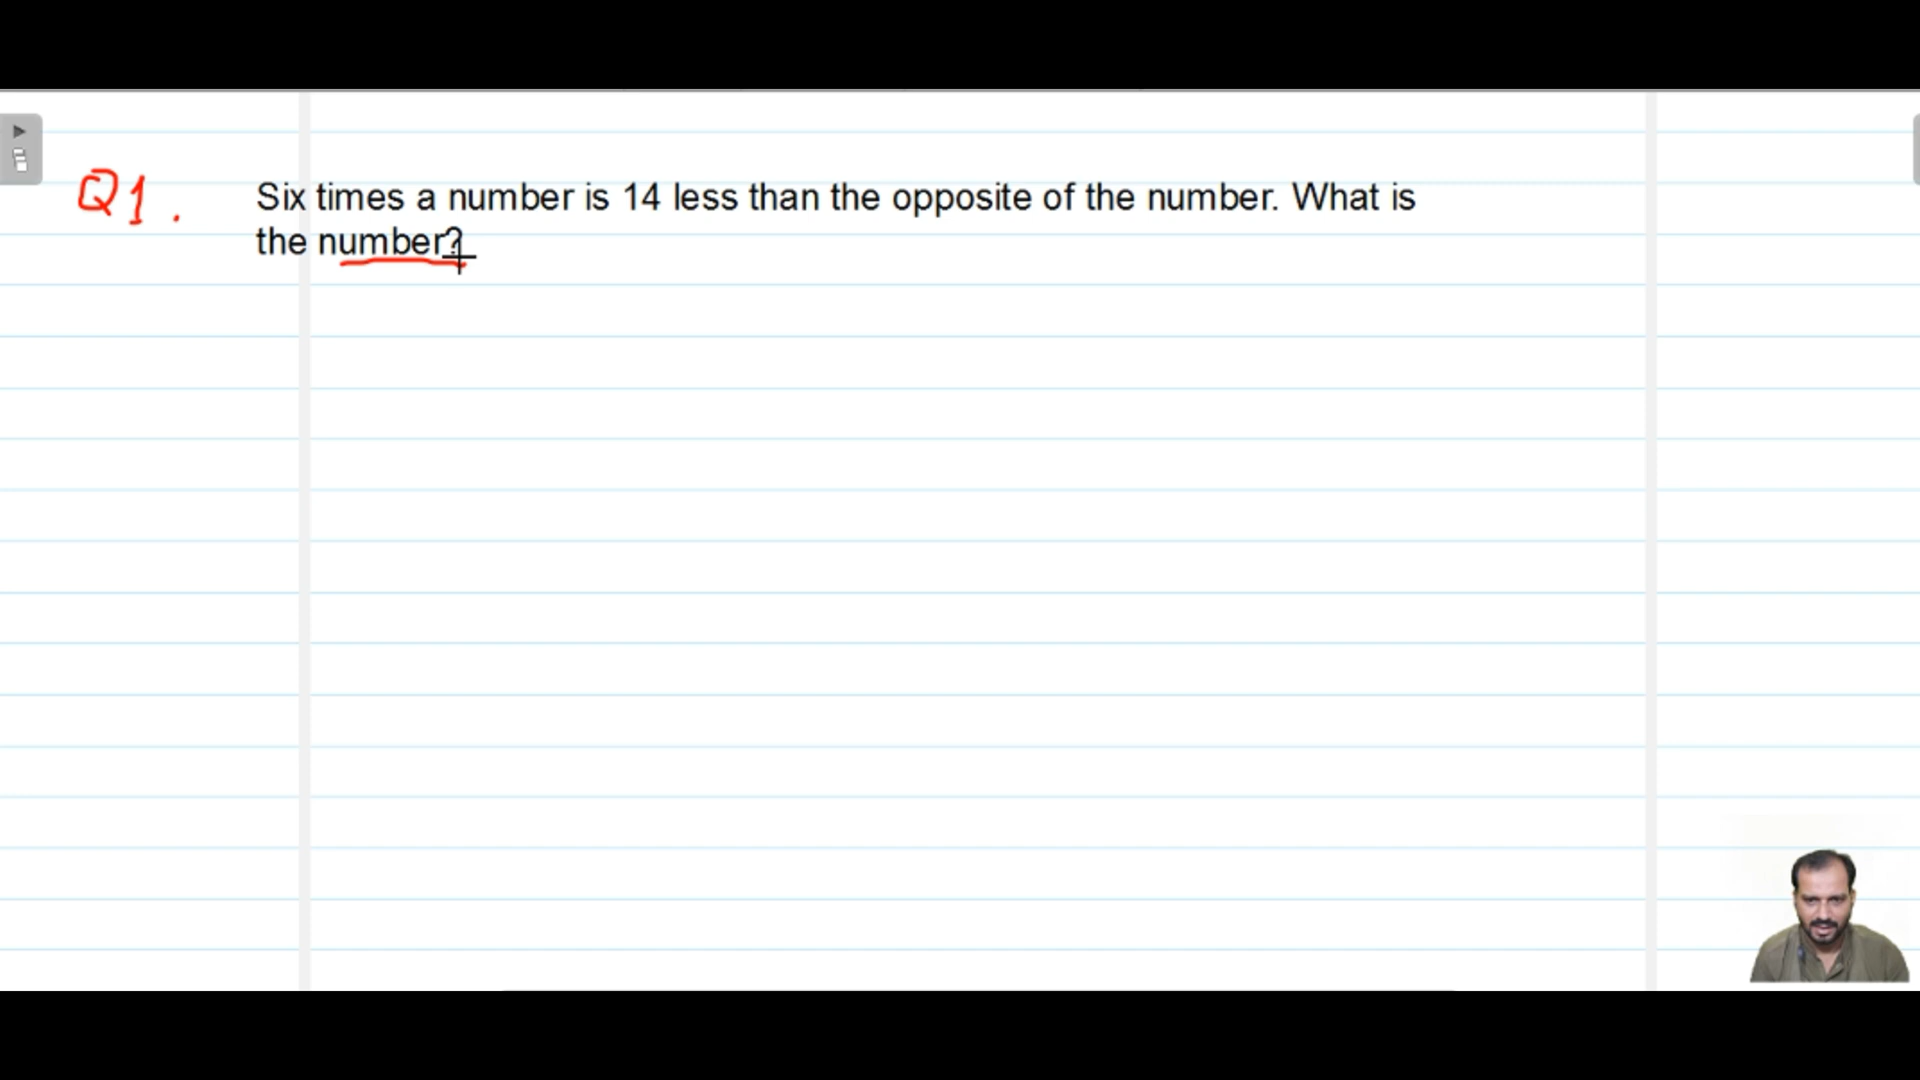 Q1. Six times a number is 14 less than the opposite of the number. What is
the number?